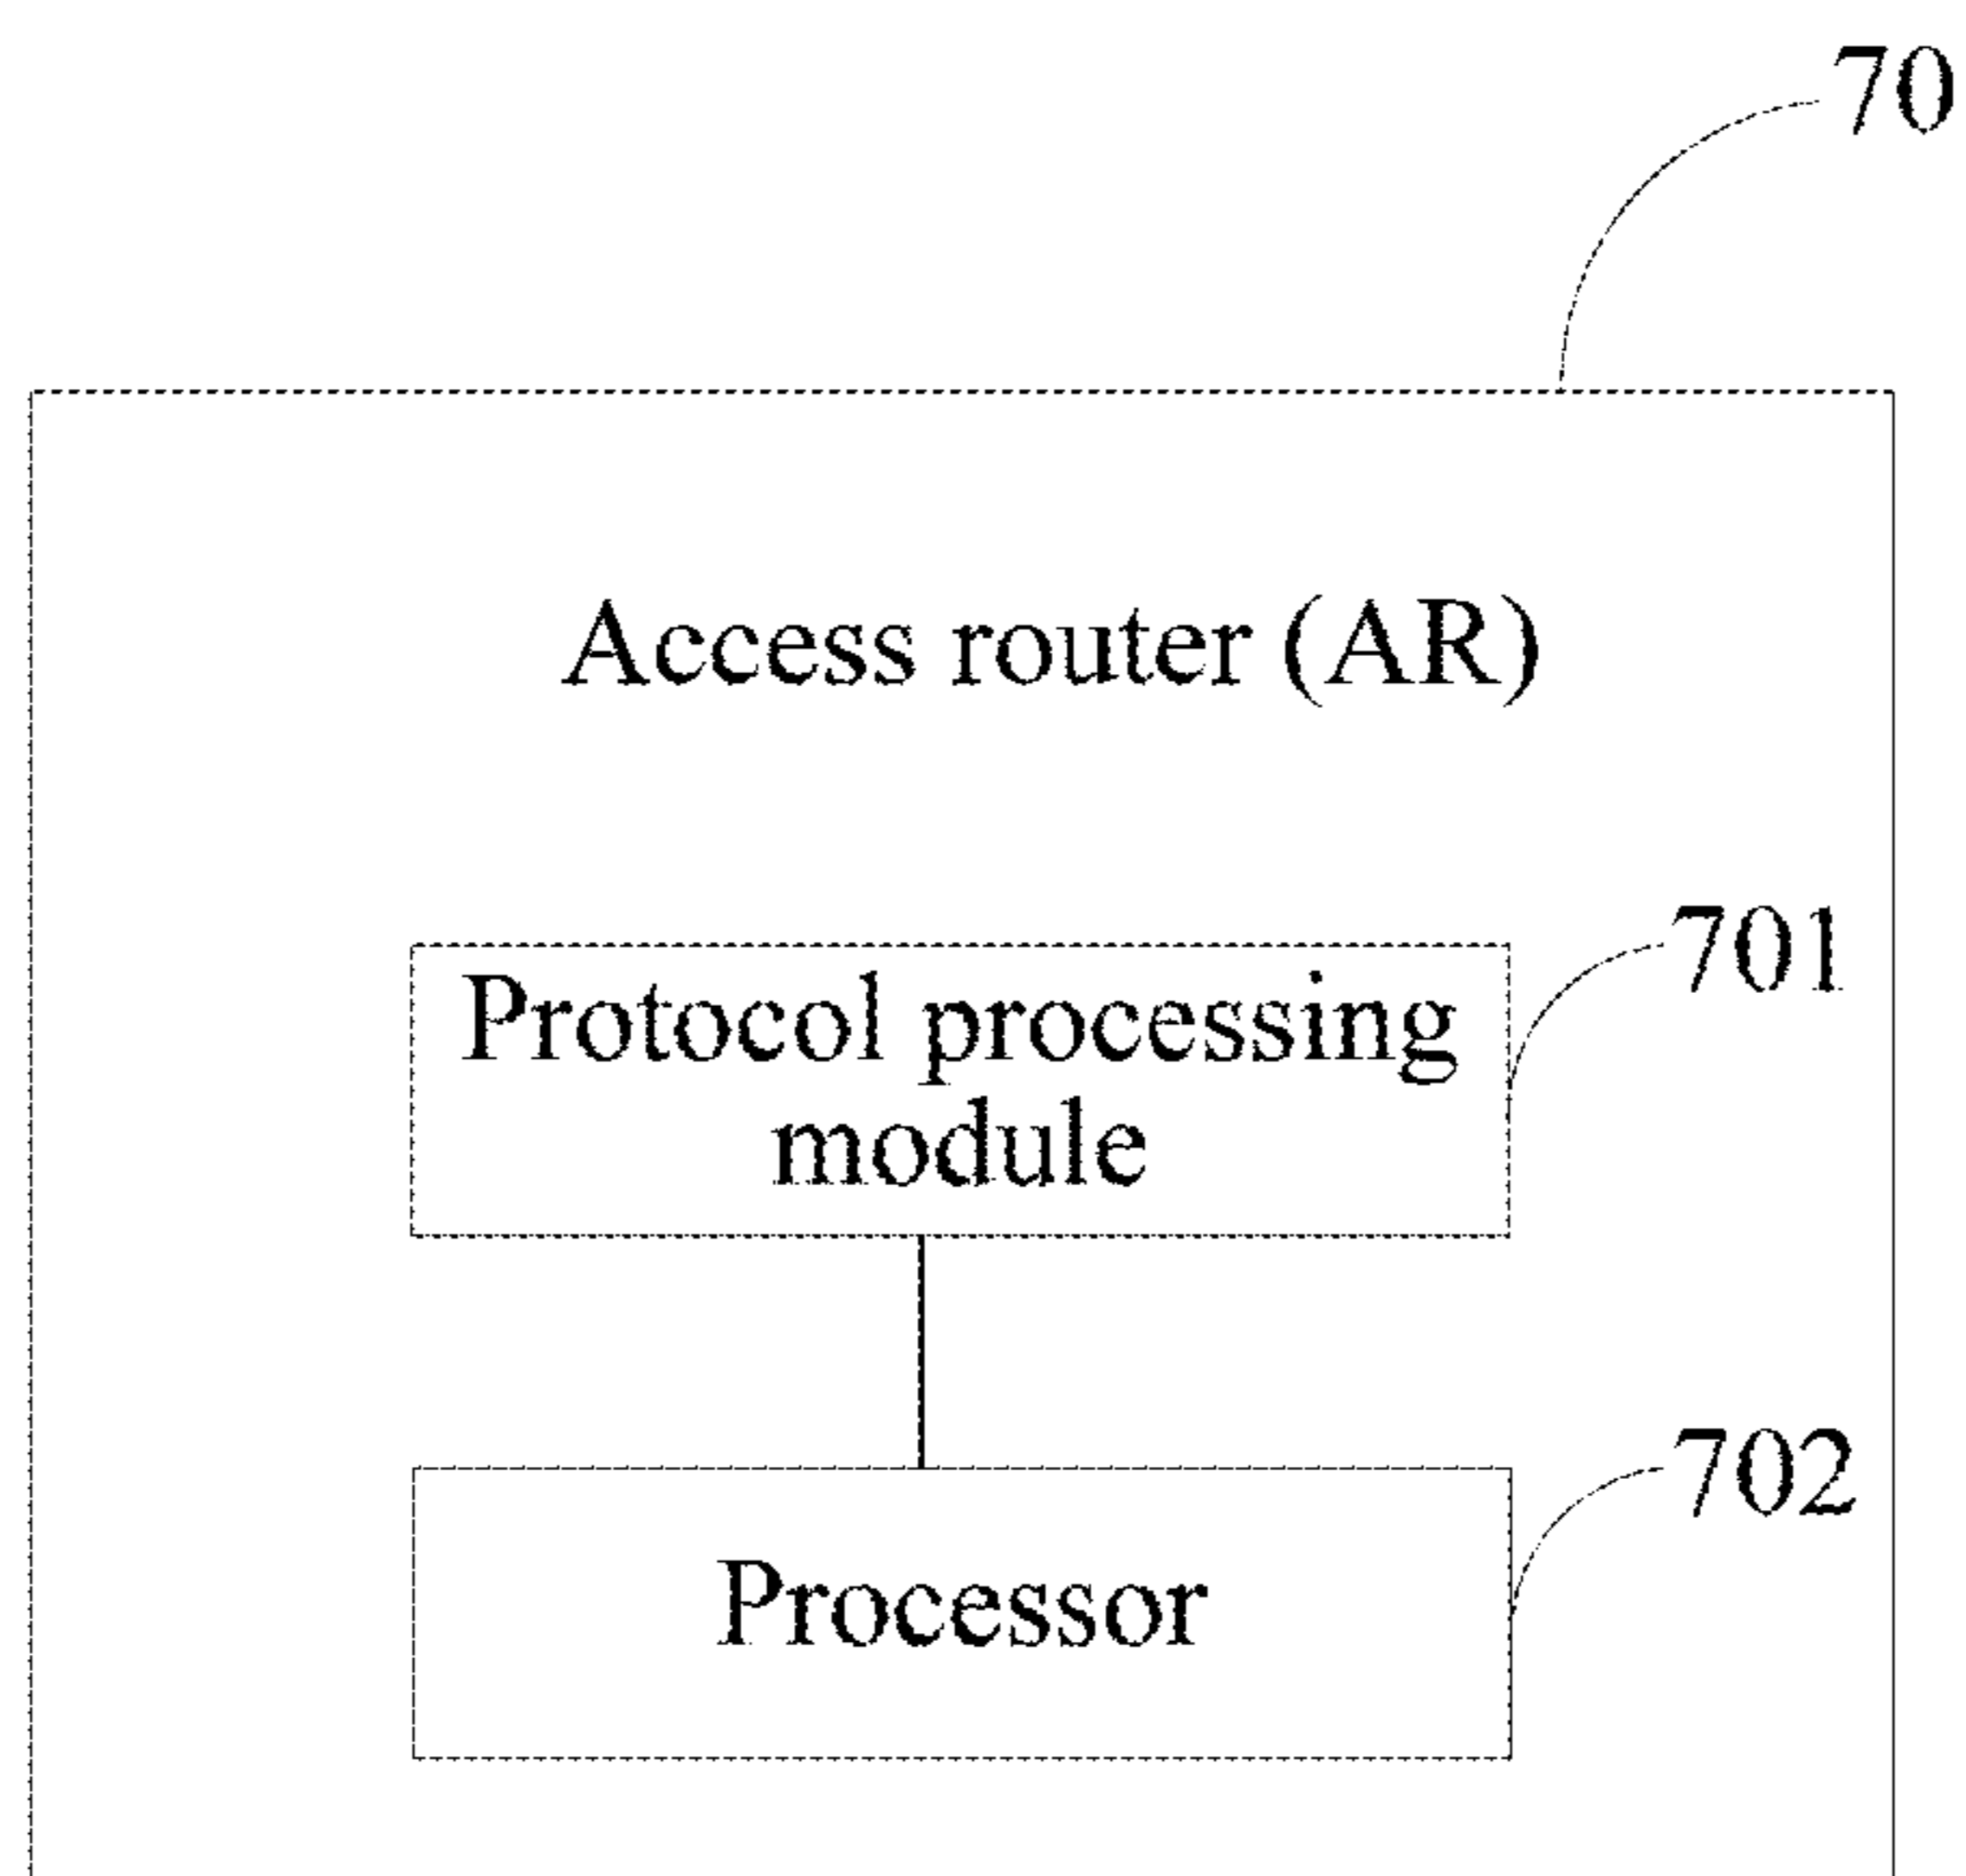 70
Access router (AR)
701
Protocol processing
module
702
Processor